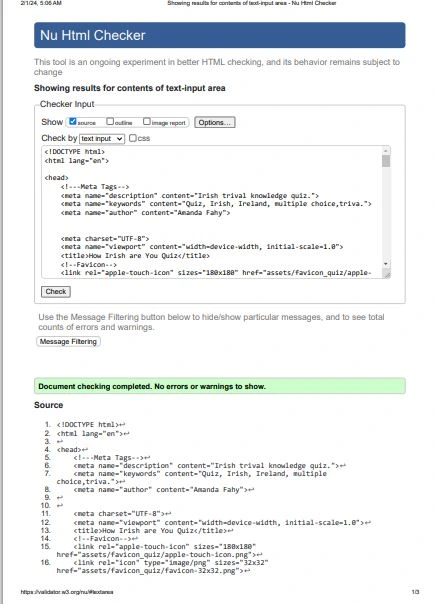 2/1/24, 5:06 AM Showing results for contents of text-input area - Nu Html Checker
Nu Html Checker
This tool is an ongoing experiment in better HTML checking, and its behavior remains subject to
change
Showing results for contents of text-input area
Checker Input
Show source outline image report Options...
Check by text input css
<!DOCTYPE html>
<html lang="en">
<head>
<!---Meta Tags-->
<meta name="description" content="Irish trival knowledge quiz.">
<meta name="keywords" content="Quiz, Irish, Ireland, multiple choice,triva.">
<meta name="author" content="Amanda Fahy">
<meta charset="UTF-8">
<meta name="viewport" content="width=device-width, initial-scale=1.0">
<title>How Irish are You Quiz</title>
<!--Favicon-->
<link rel="apple-touch-icon" sizes="180x180" href="assets/favicon_quiz/apple-
Check
Use the Message Filtering button below to hide/show particular messages, and to see total
counts of errors and warnings.
Message Filtering
Document checking completed. No errors or warnings to show.
Source
1. <!DOCTYPE html>↩
2. <html lang="en">↩
3. ↩
4. <head>↩
5. <!---Meta Tags-->↩
6. <meta name="description" content="Irish trival knowledge quiz.">↩
7. <meta name="keywords" content="Quiz, Irish, Ireland, multiple
choice,triva.">↩
8. <meta name="author" content="Amanda Fahy">↩
9. ↩
10. ↩
11. <meta charset="UTF-8">↩
12. <meta name="viewport" content="width=device-width, initial-scale=1.0">↩
13. <title>How Irish are You Quiz</title>↩
14. <!--Favicon-->↩
15. <link rel="apple-touch-icon" sizes="180x180"
href="assets/favicon_quiz/apple-touch-icon.png">↩
16. <link rel="icon" type="image/png" sizes="32x32"
href="assets/favicon_quiz/favicon-32x32.png">↩
https://validator.w3.org/nu/#textarea 1/3